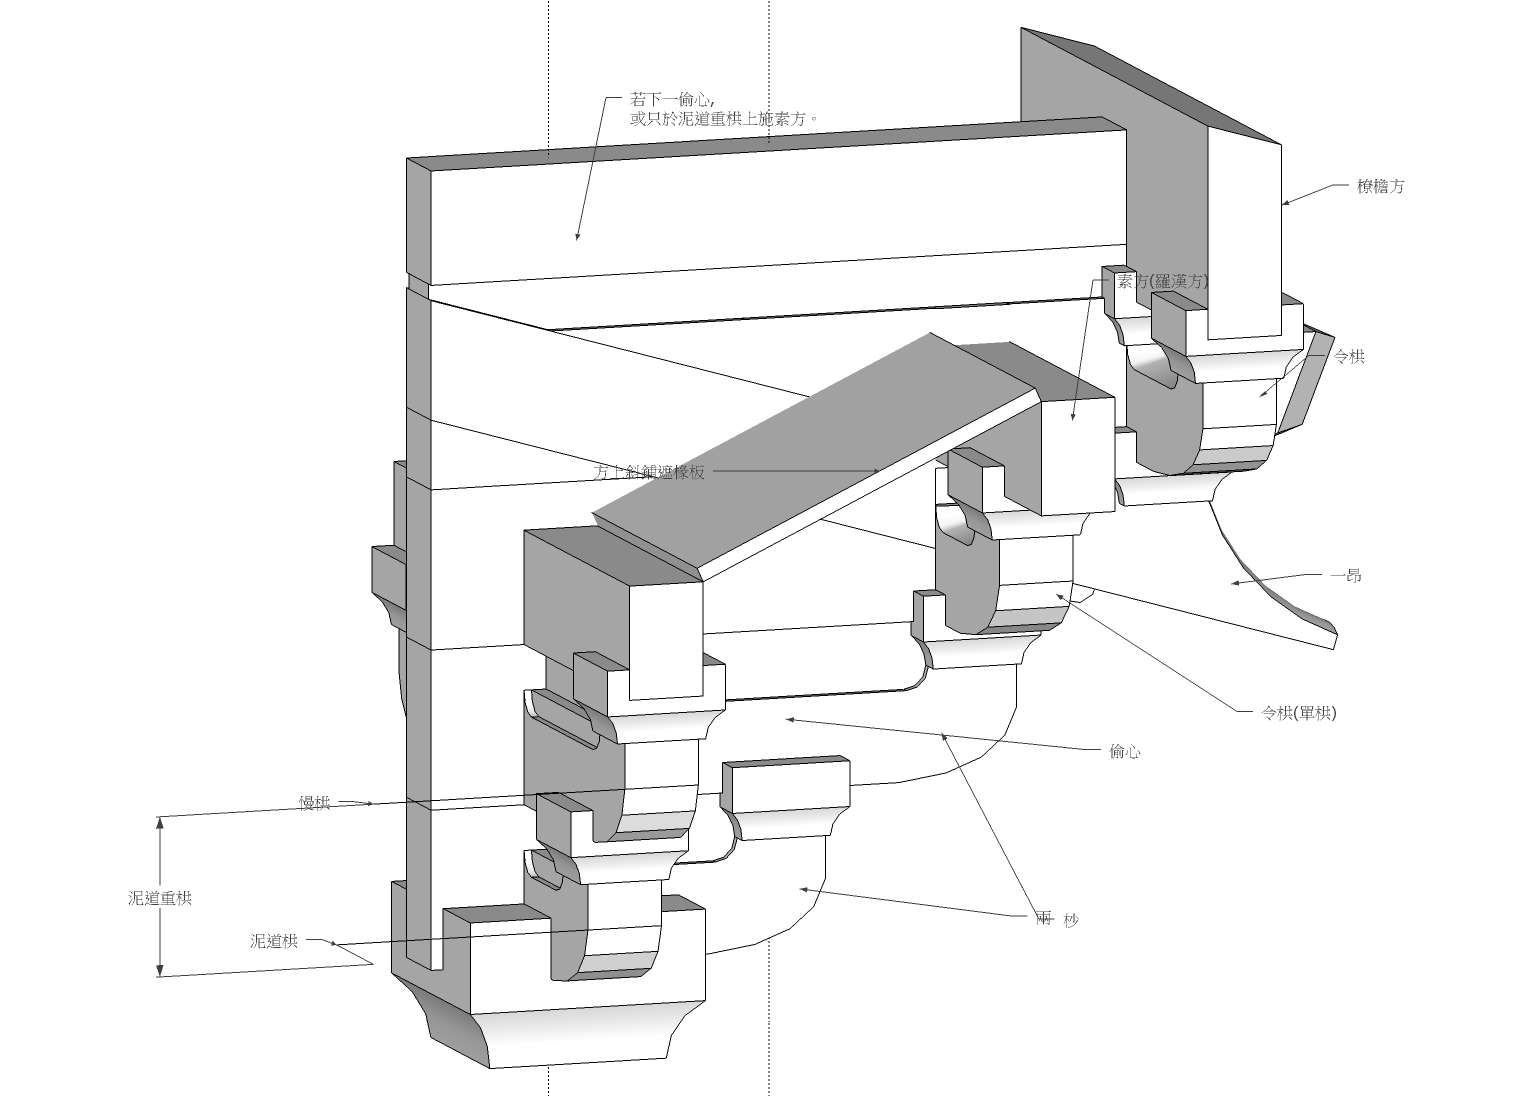 若下一偷心,
或只於泥道重栱上施素方。
橑檐方
素方(羅漢方)
令栱
方上斜鋪遮椽板
一昂
令栱(單栱)
偷心
慢栱
泥道重栱
兩 杪
泥道栱